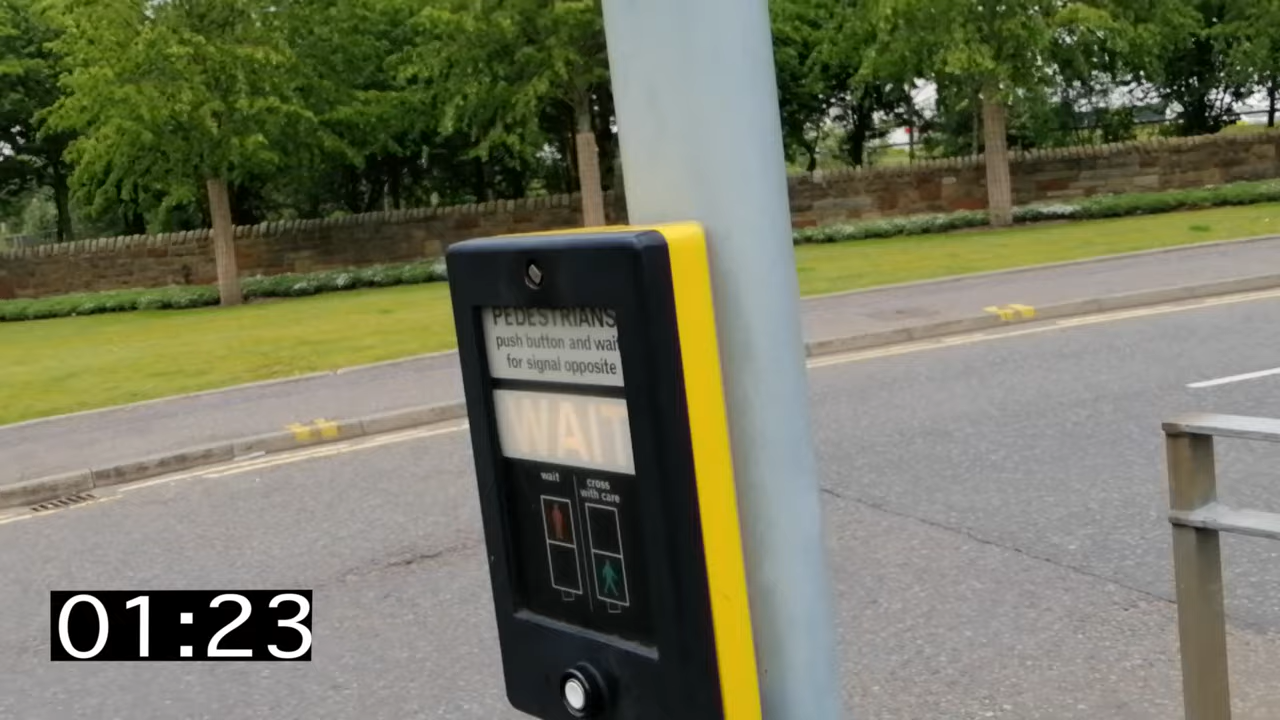 PEDESTRIANS
push button and wait
for signal opposite
WAIT
wait
cross
with care
01:23